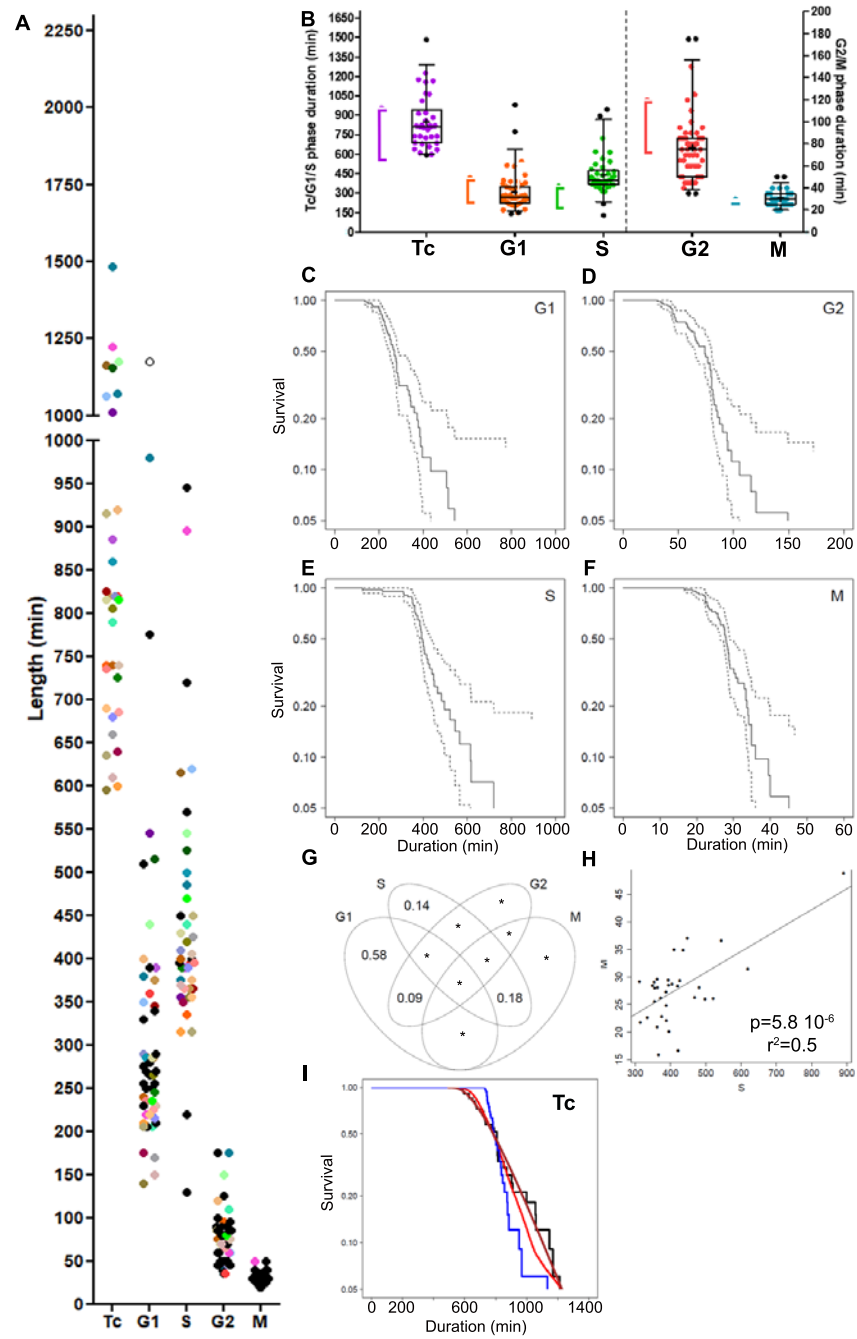 A
2250
2000
1750
1500
1250
1000
1000
950
900
850
800
750
700
650
600
550
500
450
400
350
300
250
200
150
100
50
0
Length (min)
Tc G1 S G2 M
B
Tc/G1/S phase duration (min)
1650
1500
1350
1200
1050
900
750
600
450
300
150
0
200
180
160
140
120
100
80
60
40
20
0
G2/M phase duration (min)
Tc G1 S G2 M
C
G1
Survival
1.00
0.50
0.20
0.10
0.05
0 200 400 600 800 1000
D
G2
1.00
0.50
0.20
0.10
0.05
0 50 100 150 200
E
S
Survival
1.00
0.50
0.20
0.10
0.05
0 200 400 600 800 1000
Duration (min)
F
M
1.00
0.50
0.20
0.10
0.05
0 10 20 30 40 50 60
Duration (min)
G
S G2
G1 M
0.14 *
* *
0.58 * * *
*
0.09 0.18
*
H
M
45
40
35
30
25
20
15
p=5.8 10-6
r2=0.5
300 400 500 600 700 800 900
S
I
Tc
Survival
1.00
0.50
0.20
0.10
0.05
0 200 600 1000 1400
Duration (min)